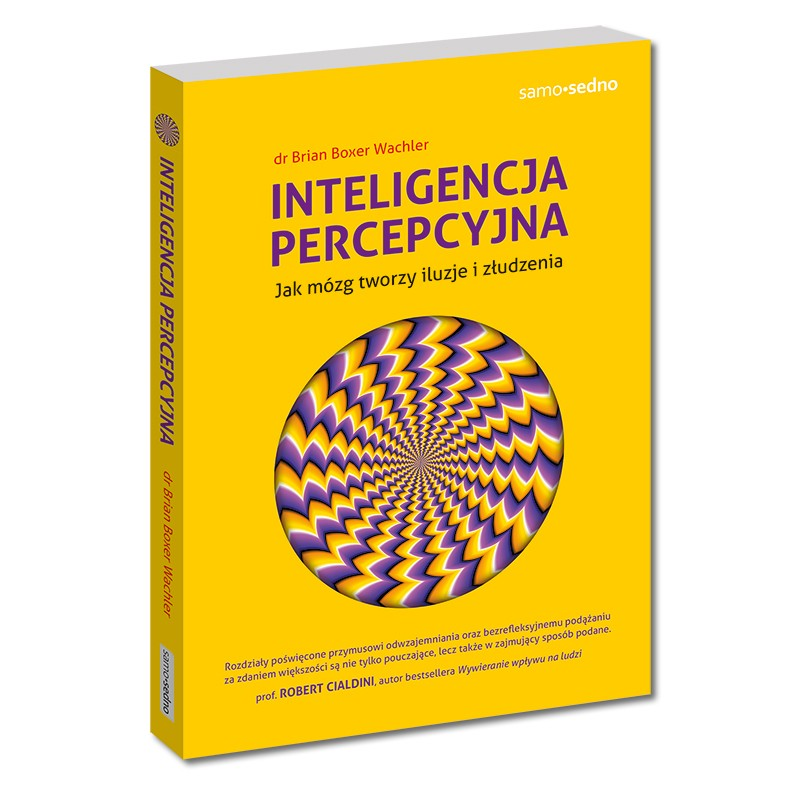 samo•sedno
dr Brian Boxer Wachler
INTELIGENCJA
PERCEPCYJNA
Jak mózg tworzy iluzje i złudzenia
Rozdziały poświęcone przymusowi odwzajemniania oraz bezrefleksyjnemu podążaniu
za zdaniem większości są nie tylko pouczające, lecz także w zajmujący sposób podane.
prof. ROBERT CIALDINI, autor bestsellera Wywieranie wpływu na ludzi
INTELIGENCJA PERCEPCYJNA
dr Brian Boxer Wachler
samo•sedno